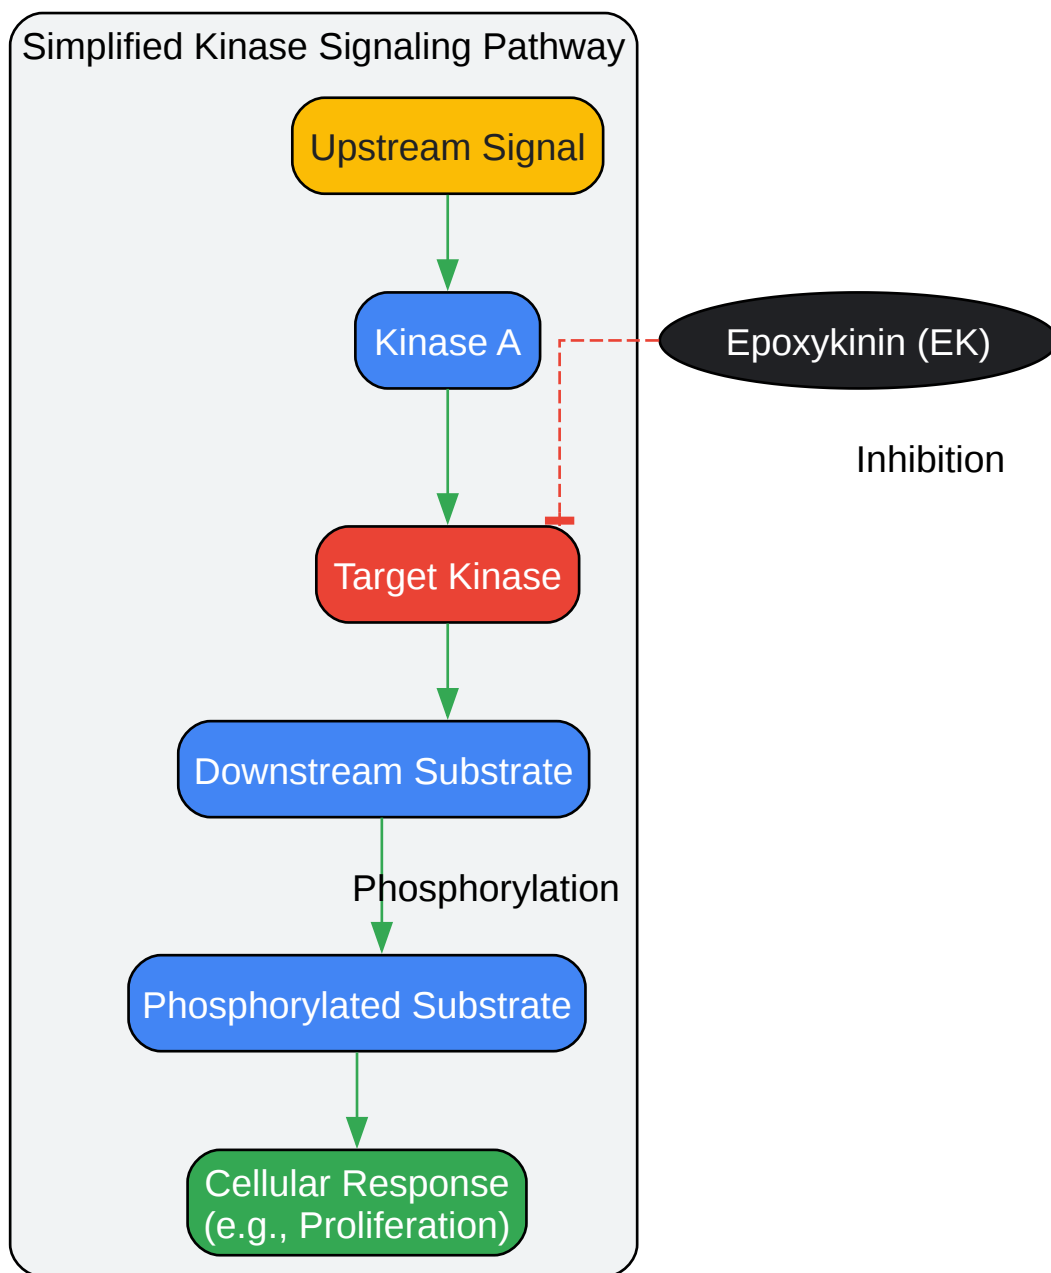 Simplified Kinase Signaling Pathway
Upstream Signal
Kinase A
Epoxykinin (EK)
Inhibition
Target Kinase
Downstream Substrate
Phosphorylation
Phosphorylated Substrate
Cellular Response
(e.g., Proliferation)